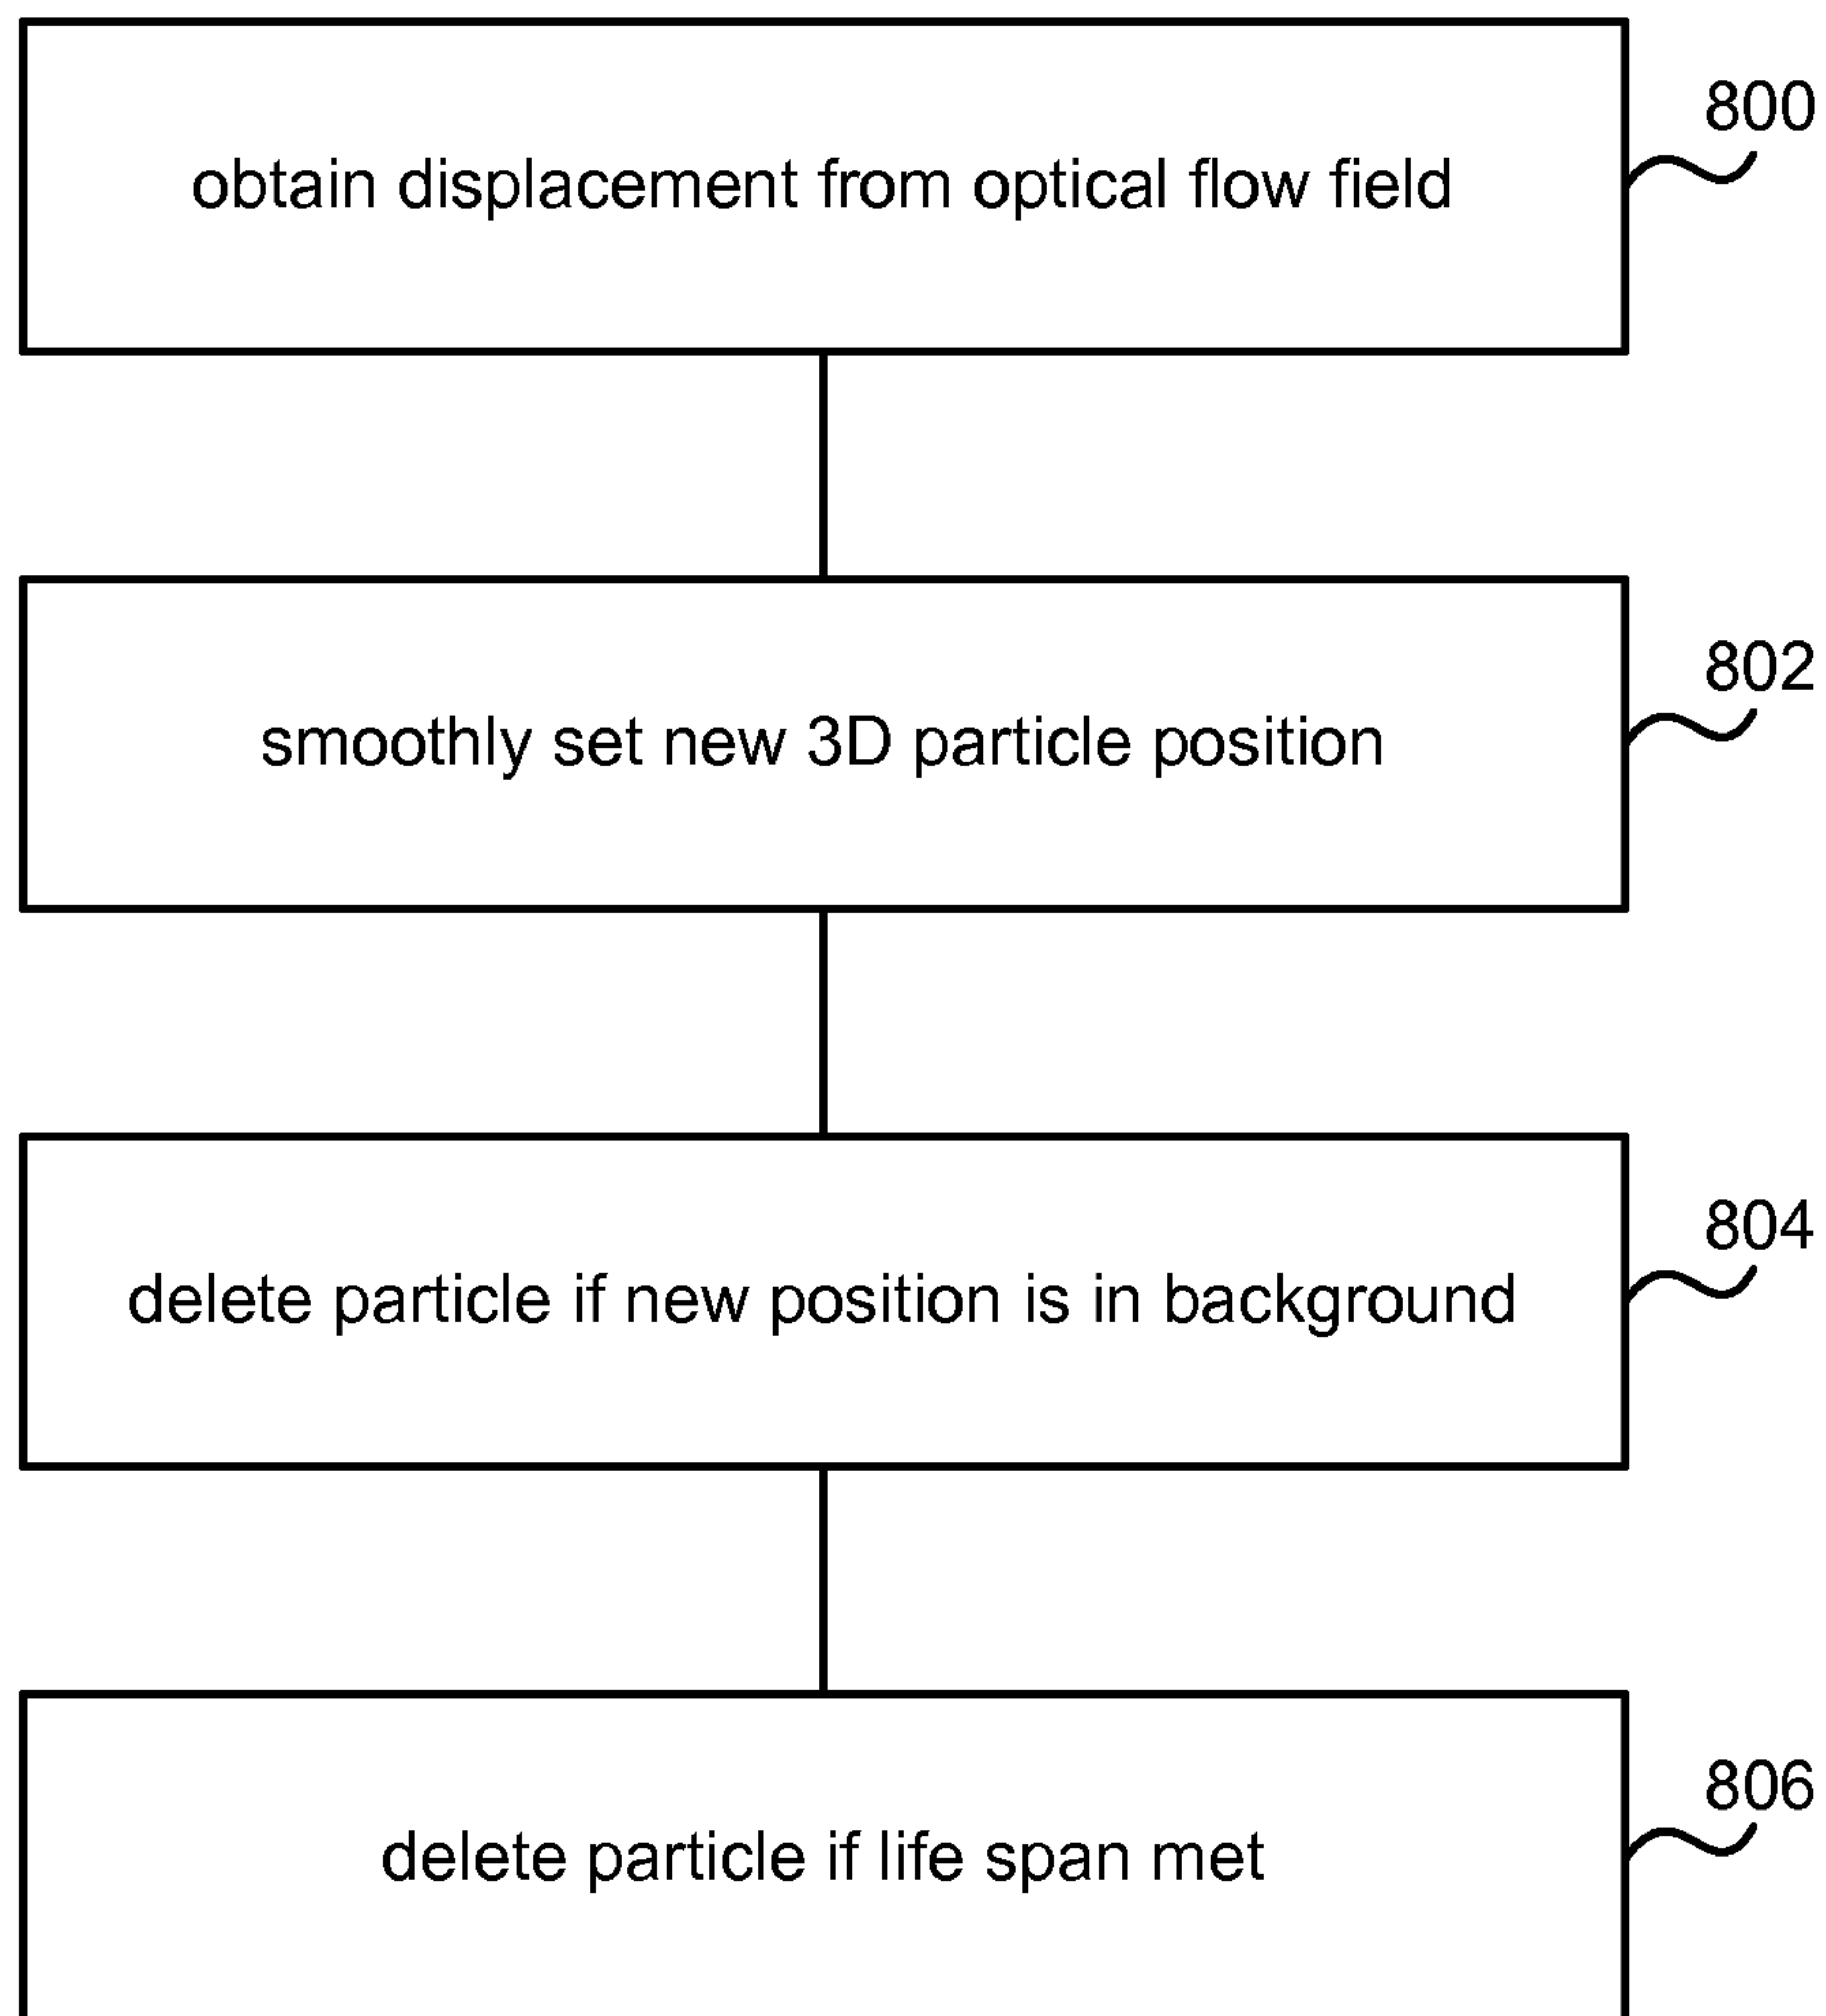 800
obtain displacement from optical flow field
802
smoothly set new 3D particle position
804
delete particle if new position is in background
806
delete particle if life span met